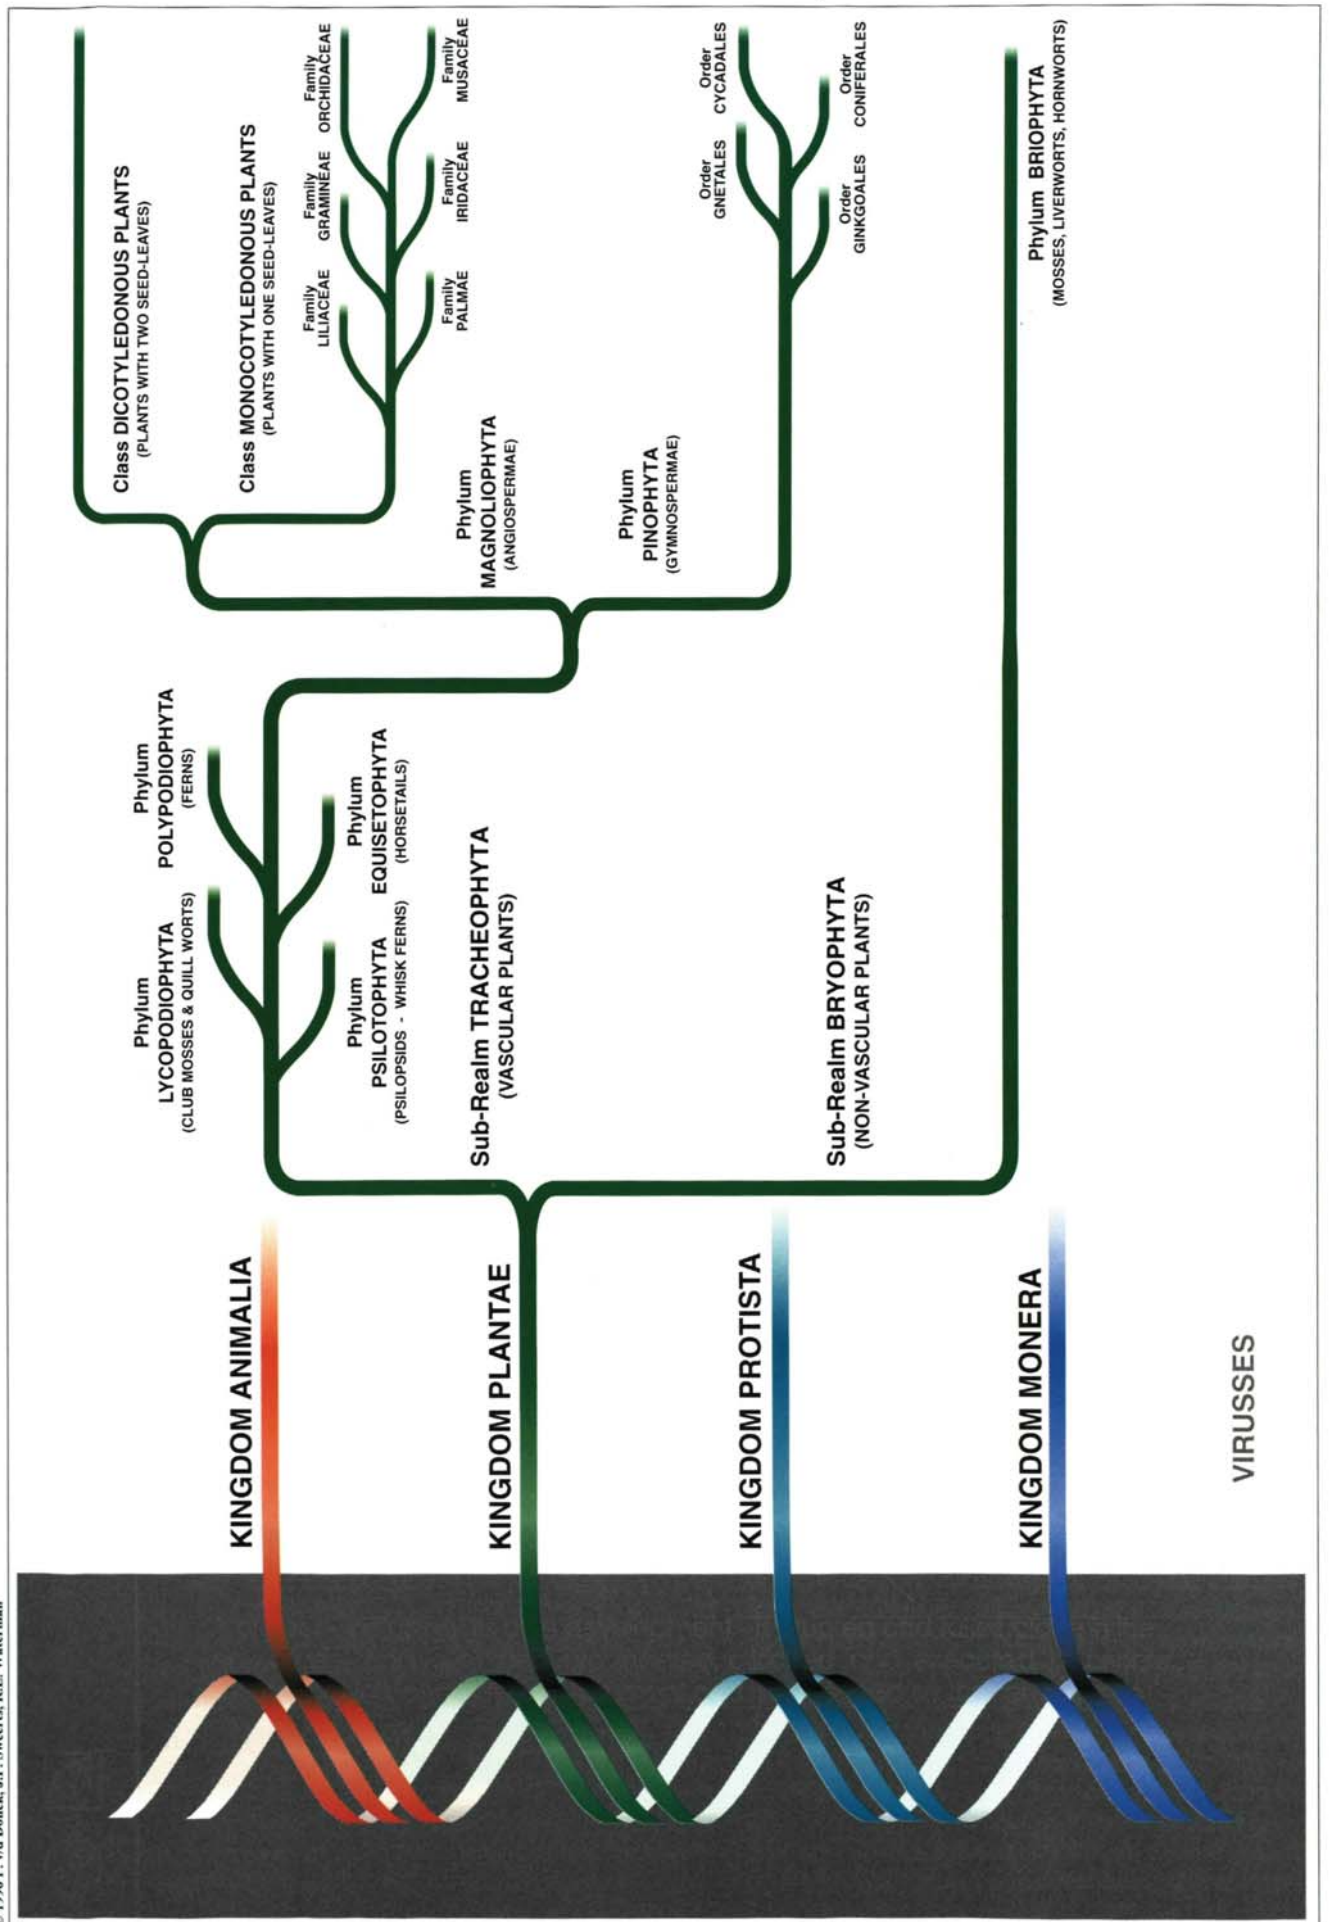 KINGDOM ANIMALIA
KINGDOM PLANTAE
KINGDOM PROTISTA
KINGDOM MONERA
VIRUSSES
Sub-Realm TRACHEOPHYTA
(VASCULAR PLANTS)
Sub-Realm BRYOPHYTA
(NON-VASCULAR PLANTS)
Phylum
LYCOPODIOPHYTA
(CLUB MOSSES & QUILL WORTS)
Phylum
POLYPODIOPHYTA
(FERNS)
Phylum
PSILOTOPHYTA
(PSILOPSIDS - WHISK FERNS)
Phylum
EQUISETOPHYTA
(HORSETAILS)
Phylum
MAGNOLIOPHYTA
(ANGIOSPERMAE)
Phylum
PINOPHYTA
(GYMNOSPERMAE)
Class DICOTYLEDONOUS PLANTS
(PLANTS WITH TWO SEED-LEAVES)
Class MONOCOTYLEDONOUS PLANTS
(PLANTS WITH ONE SEED-LEAVES)
Family
LILIACEAE
Family
GRAMINEAE
Family
ORCHIDACEAE
Family
PALMAE
Family
IRIDACEAE
Family
MUSACEAE
Order
GNETALES
Order
CYCADALES
Order
GINKGOALES
Order
CONIFERALES
Phylum BRIOPHYTA
(MOSSES, LIVERWORTS, HORNWORTS)